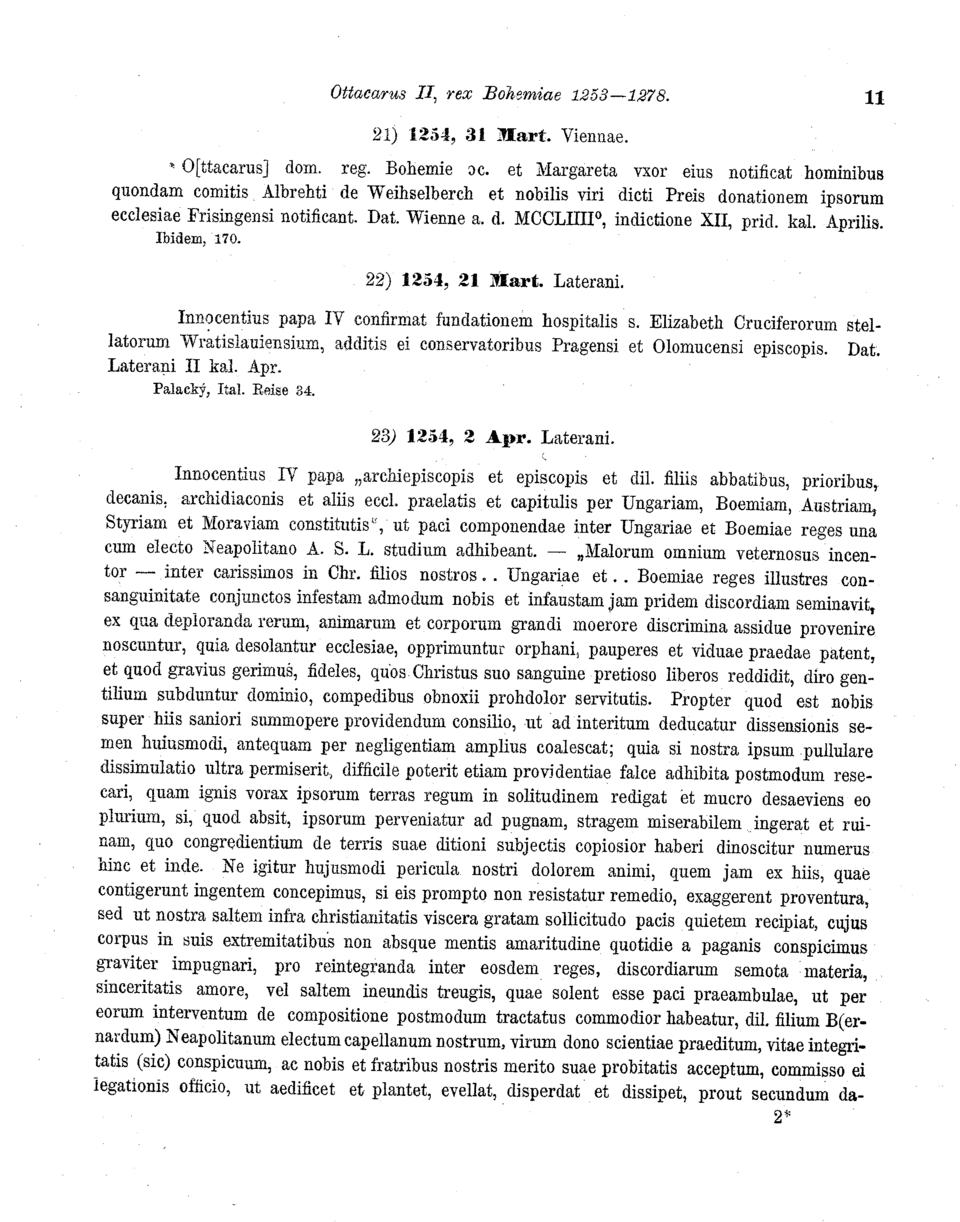 Ottacarus II, rex Bohemiae 1253—1278. 11
21) 1254, 31 Mart. Viennae.
* O[ttacarus] dom. reg. Bohemie ɔc. et Margareta vxor eius notificat hominibus
quondam comitis Albrehti de Weihselberch et nobilis viri dicti Preis donationem ipsorum
ecclesiae Frisingensi notificant. Dat. Wienne a. d. MCCLIIII⁰, indictione XII, prid. kal. Aprilis.
Ibidem, 170.
22) 1254, 21 Mart. Laterani.
Innocentius papa IV confirmat fundationem hospitalis s. Elizabeth Cruciferorum stel-
latorum Wratislauiensium, additis ei conservatoribus Pragensi et Olomucensi episcopis. Dat.
Laterani II kal. Apr.
Palacký, Ital. Reise 34.
23) 1254, 2 Apr. Laterani.
Innocentius IV papa „archiepiscopis et episcopis et dil. filiis abbatibus, prioribus,
decanis, archidiaconis et aliis eccl. praelatis et capitulis per Ungariam, Boemiam, Austriam,
Styriam et Moraviam constitutis“, ut paci componendae inter Ungariae et Boemiae reges una
cum electo Neapolitano A. S. L. studium adhibeant. — „Malorum omnium veternosus incen-
tor — inter carissimos in Chr. filios nostros . . Ungariae et . . Boemiae reges illustres con-
sanguinitate conjunctos infestam admodum nobis et infaustam jam pridem discordiam seminavit,
ex qua deploranda rerum, animarum et corporum grandi moerore discrimina assidue provenire
noscuntur, quia desolantur ecclesiae, opprimuntur orphani, pauperes et viduae praedae patent,
et quod gravius gerimus, fideles, quos Christus suo sanguine pretioso liberos reddidit, diro gen-
tilium subduntur dominio, compedibus obnoxii prohdolor servitutis. Propter quod est nobis
super hiis saniori summopere providendum consilio, ut ad interitum deducatur dissensionis se-
men huiusmodi, antequam per negligentiam amplius coalescat; quia si nostra ipsum pullulare
dissimulatio ultra permiserit, difficile poterit etiam providentiae falce adhibita postmodum rese-
cari, quam ignis vorax ipsorum terras regum in solitudinem redigat et mucro desaeviens eo
plurium, si, quod absit, ipsorum perveniatur ad pugnam, stragem miserabilem ingerat et rui-
nam, quo congredientium de terris suae ditioni subjectis copiosior haberi dinoscitur numerus
hinc et inde. Ne igitur hujusmodi pericula nostri dolorem animi, quem jam ex hiis, quae
contigerunt ingentem concepimus, si eis prompto non resistatur remedio, exaggerent proventura,
sed ut nostra saltem infra christianitatis viscera gratam sollicitudo pacis quietem recipiat, cujus
corpus in suis extremitatibus non absque mentis amaritudine quotidie a paganis conspicimus
graviter impugnari, pro reintegranda inter eosdem reges, discordiarum semota materia,
sinceritatis amore, vel saltem ineundis treugis, quae solent esse paci praeambulae, ut per
eorum interventum de compositione postmodum tractatus commodior habeatur, dil. filium B(er-
nardum) Neapolitanum electum capellanum nostrum, virum dono scientiae praeditum, vitae integri-
tatis (sic) conspicuum, ac nobis et fratribus nostris merito suae probitatis acceptum, commisso ei
legationis officio, ut aedificet et plantet, evellat, disperdat et dissipet, prout secundum da-
2*